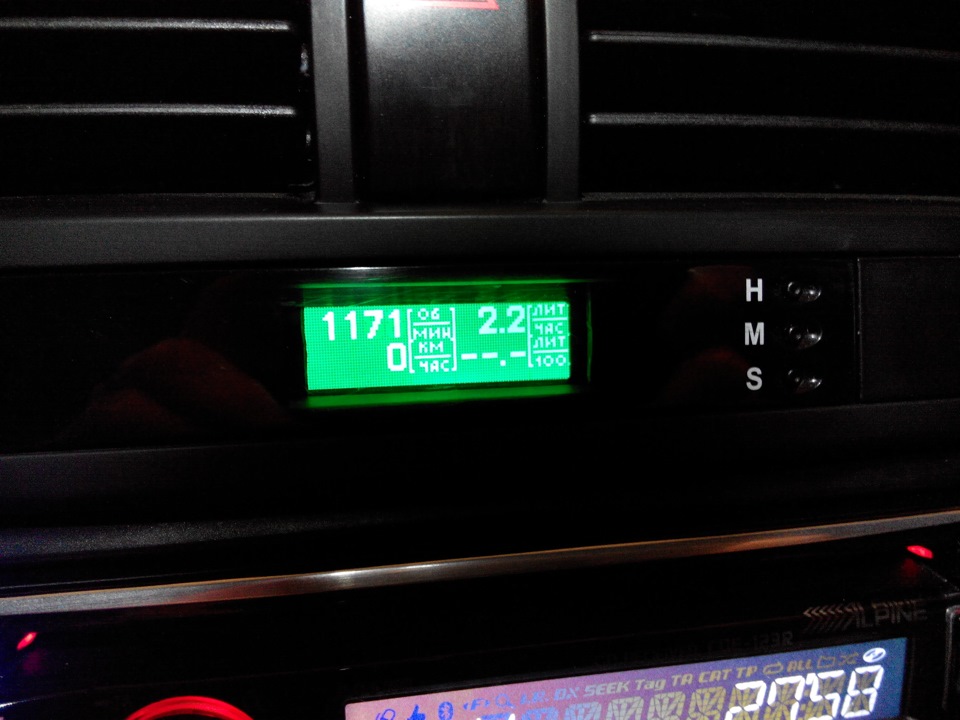 1171 Об/мин 2.2 лит/час
0 км/час --.- лит/100
H
M
S
ALPINE
DX SEEK Tag TA CAT TP ALL